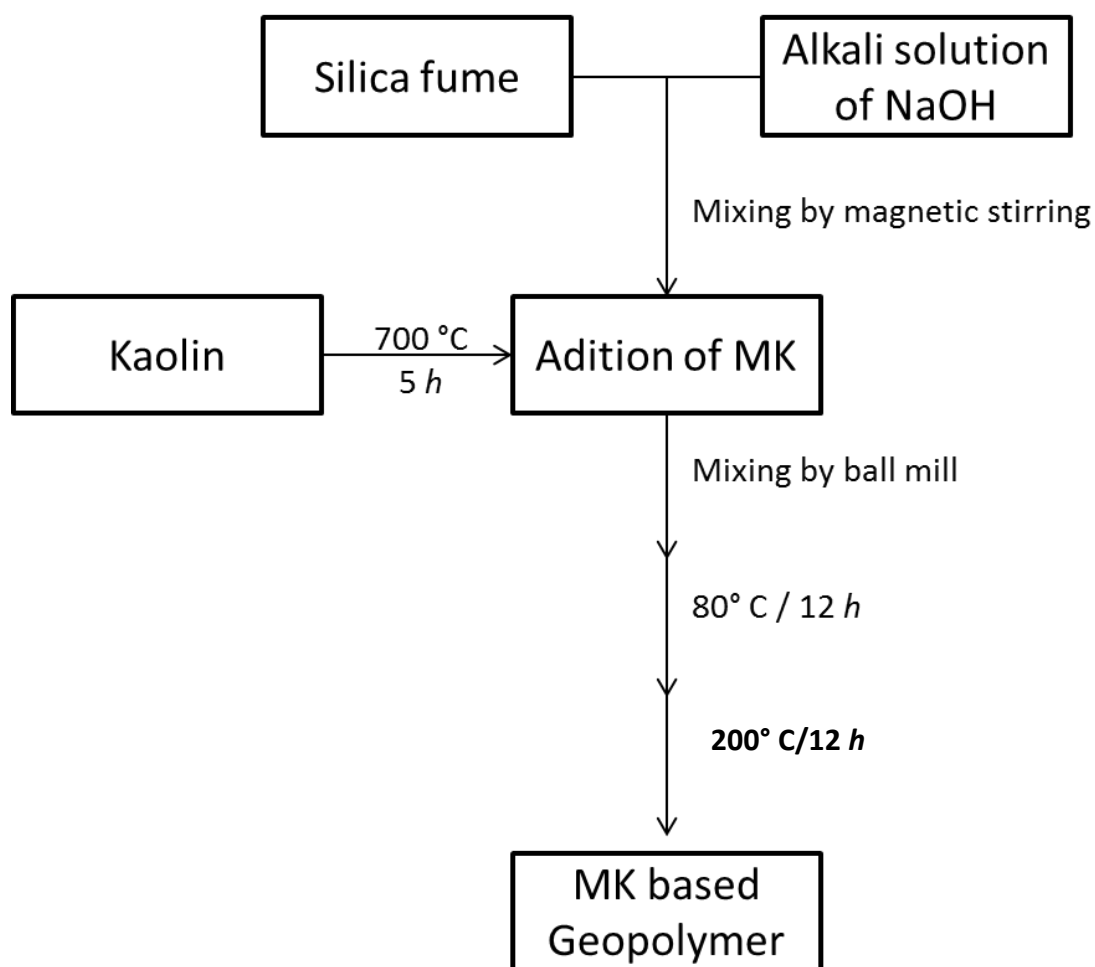 Silica fume
Alkali solution
of NaOH
Mixing by magnetic stirring
Kaolin
700 °C
5 h
Adition of MK
Mixing by ball mill
80° C / 12 h
200° C/12 h
MK based
Geopolymer